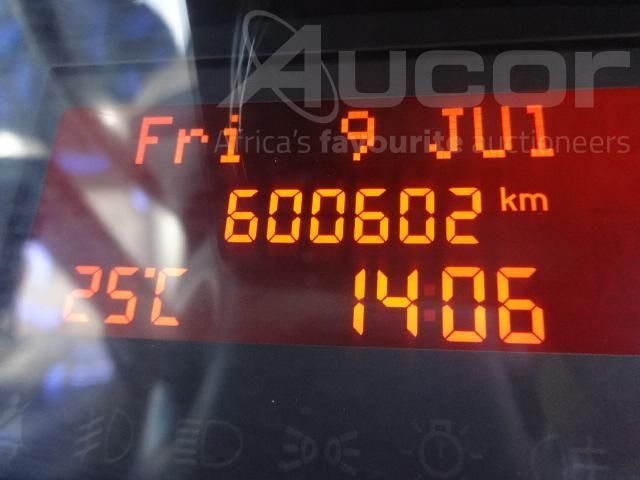 Aucor
Africa's favourite auctioneers
Fri 9 JUl
600602 km
25°C 14:06